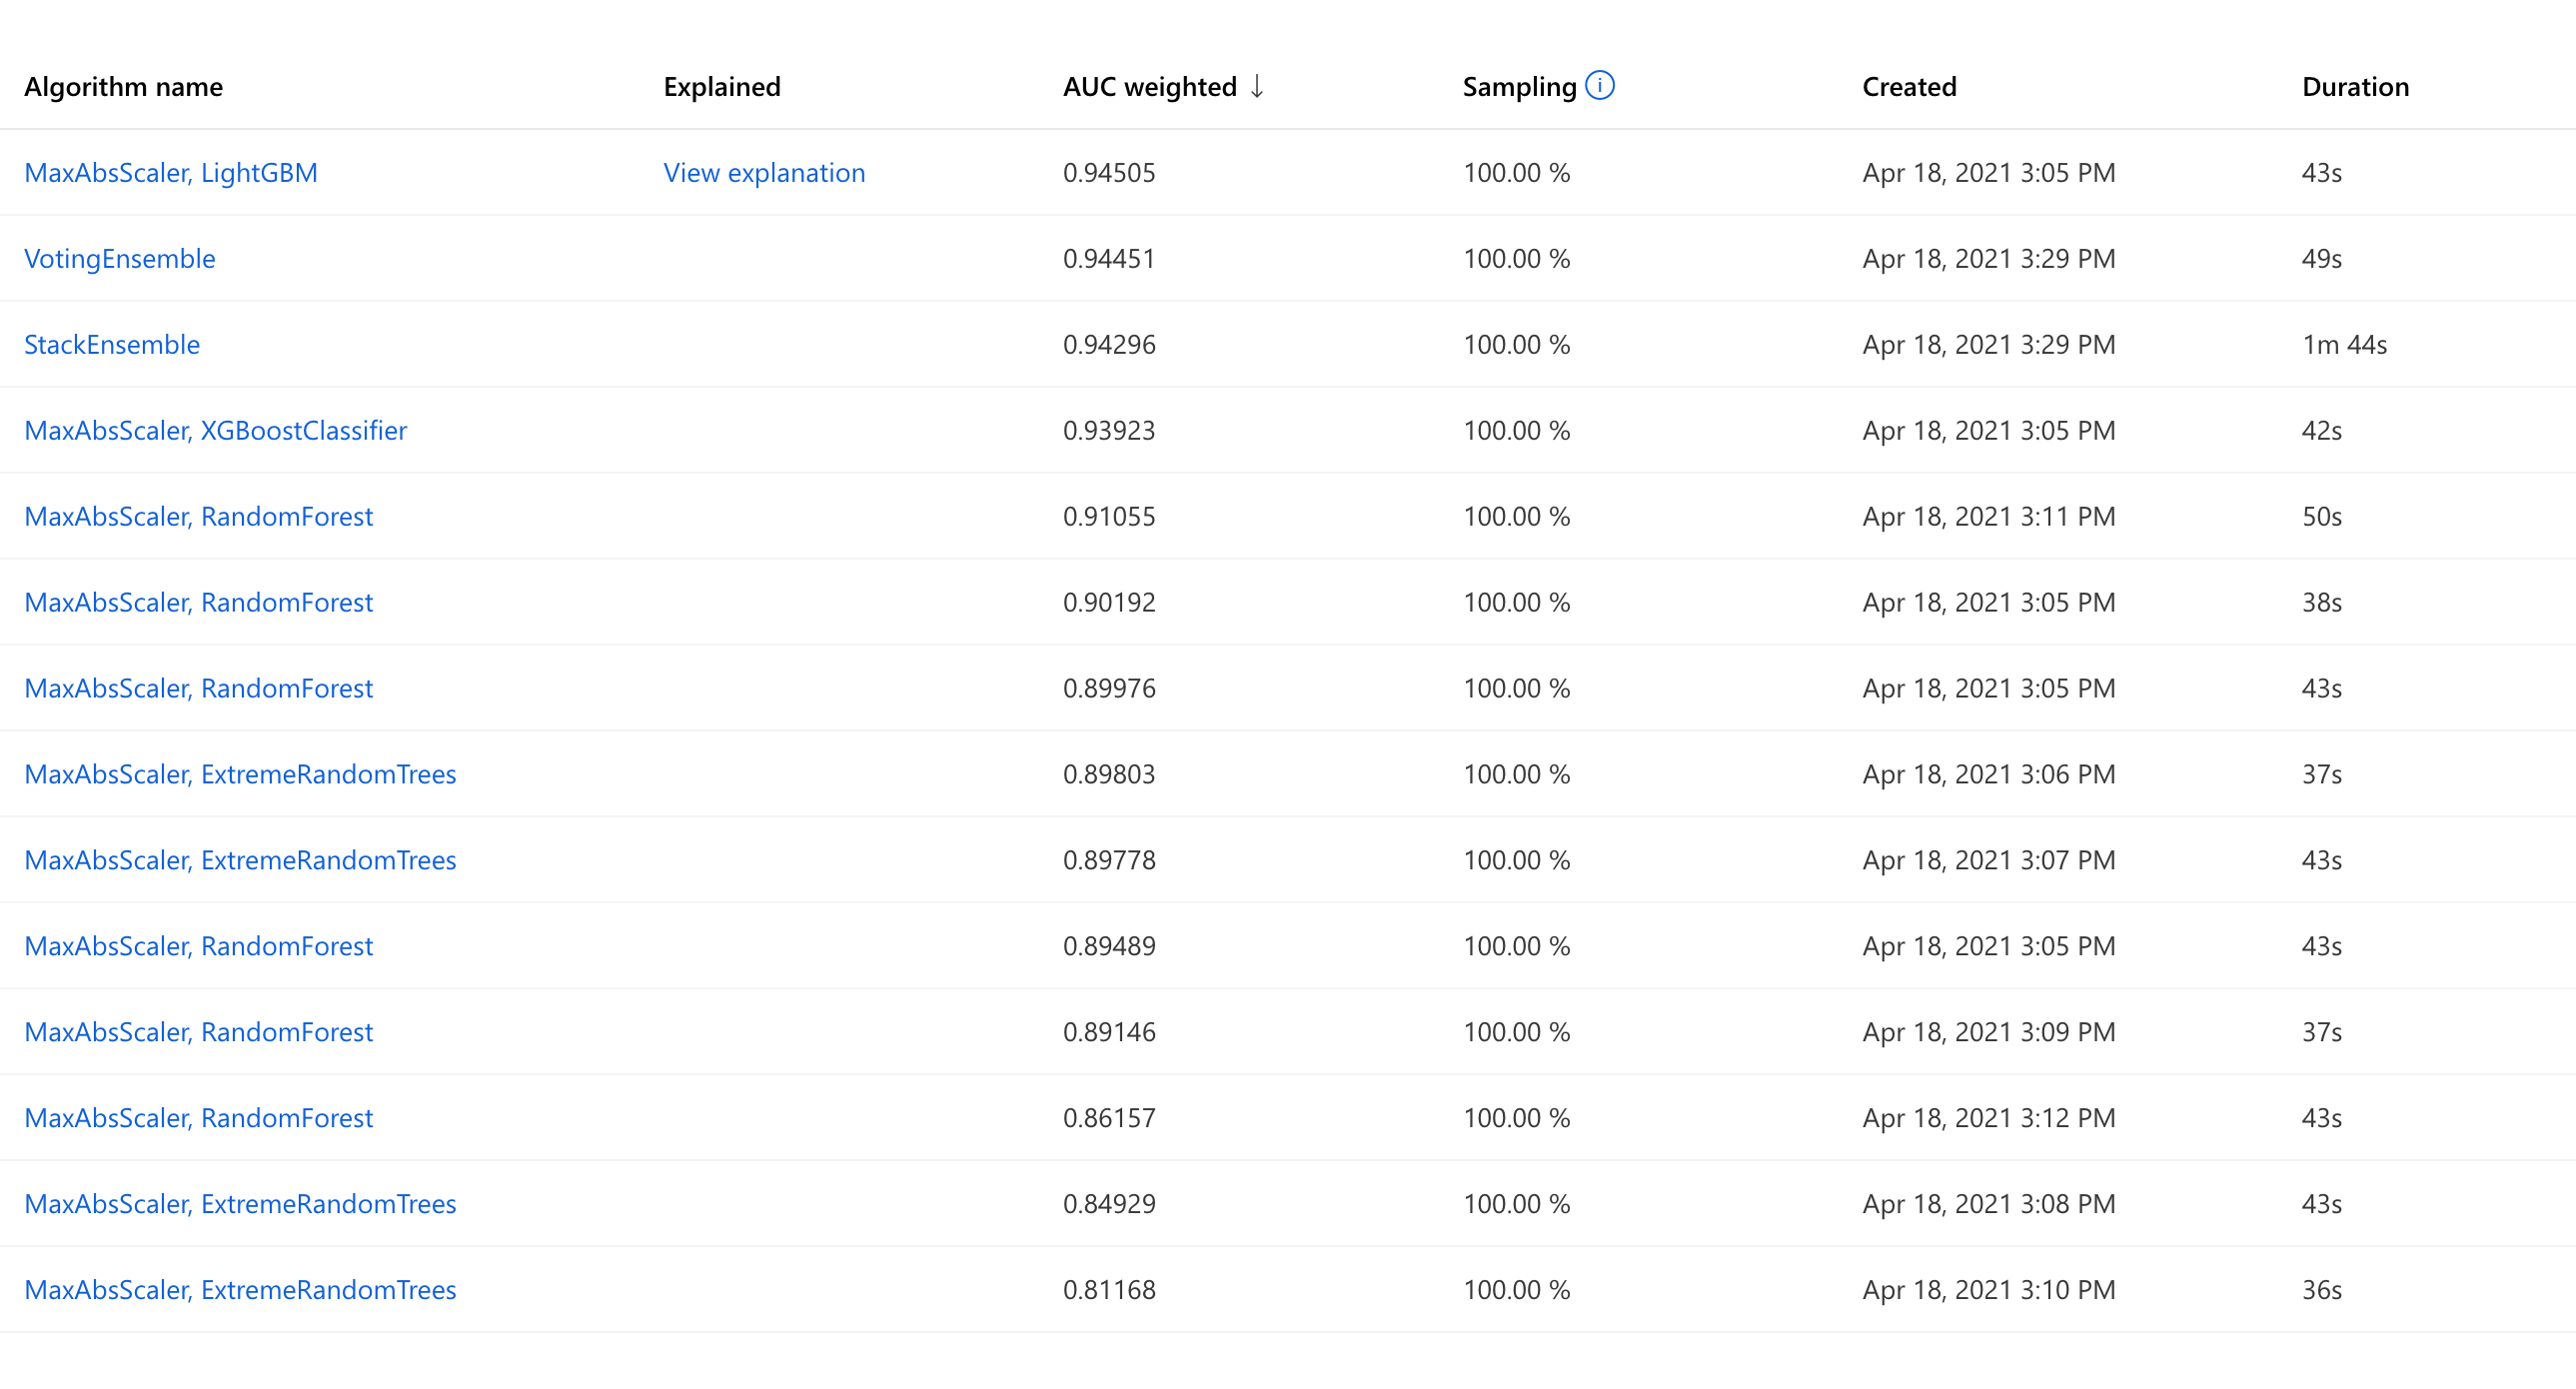 Algorithm name Explained AUC weighted ↓ Sampling ⓘ Created Duration
MaxAbsScaler, LightGBM View explanation 0.94505 100.00 % Apr 18, 2021 3:05 PM 43s
VotingEnsemble 0.94451 100.00 % Apr 18, 2021 3:29 PM 49s
StackEnsemble 0.94296 100.00 % Apr 18, 2021 3:29 PM 1m 44s
MaxAbsScaler, XGBoostClassifier 0.93923 100.00 % Apr 18, 2021 3:05 PM 42s
MaxAbsScaler, RandomForest 0.91055 100.00 % Apr 18, 2021 3:11 PM 50s
MaxAbsScaler, RandomForest 0.90192 100.00 % Apr 18, 2021 3:05 PM 38s
MaxAbsScaler, RandomForest 0.89976 100.00 % Apr 18, 2021 3:05 PM 43s
MaxAbsScaler, ExtremeRandomTrees 0.89803 100.00 % Apr 18, 2021 3:06 PM 37s
MaxAbsScaler, ExtremeRandomTrees 0.89778 100.00 % Apr 18, 2021 3:07 PM 43s
MaxAbsScaler, RandomForest 0.89489 100.00 % Apr 18, 2021 3:05 PM 43s
MaxAbsScaler, RandomForest 0.89146 100.00 % Apr 18, 2021 3:09 PM 37s
MaxAbsScaler, RandomForest 0.86157 100.00 % Apr 18, 2021 3:12 PM 43s
MaxAbsScaler, ExtremeRandomTrees 0.84929 100.00 % Apr 18, 2021 3:08 PM 43s
MaxAbsScaler, ExtremeRandomTrees 0.81168 100.00 % Apr 18, 2021 3:10 PM 36s